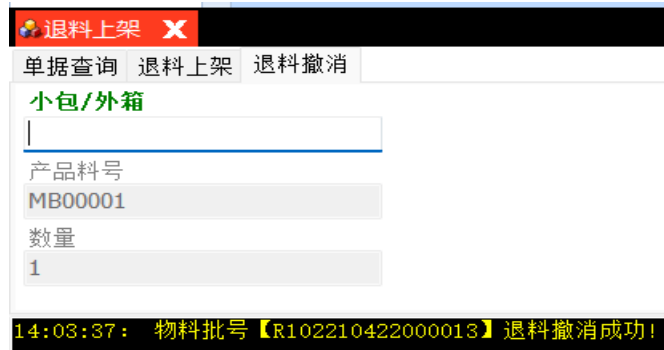 退料上架
单据查询 退料上架 退料撤消
小包/外箱
产品料号
MB00001
数量
1
14:03:37: 物料批号【R102210422000013】退料撤消成功!